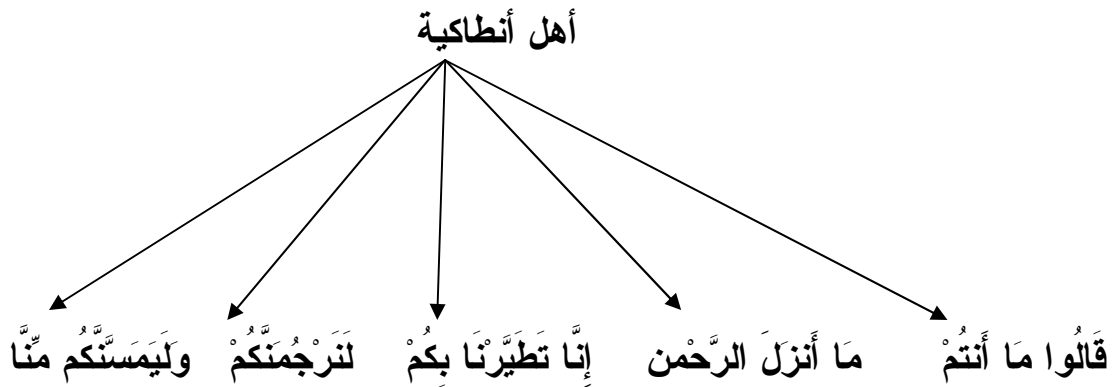 أهل أنطاكية
قَالُوا مَا أَنتُمْ مَا أَنزَلَ الرَّحْمن إِنَّا تَطَيَّرْنَا بِكُمْ لَنَرْجُمَنَّكُمْ وَلَيَمَسَّنَّكُم مِّنَّا